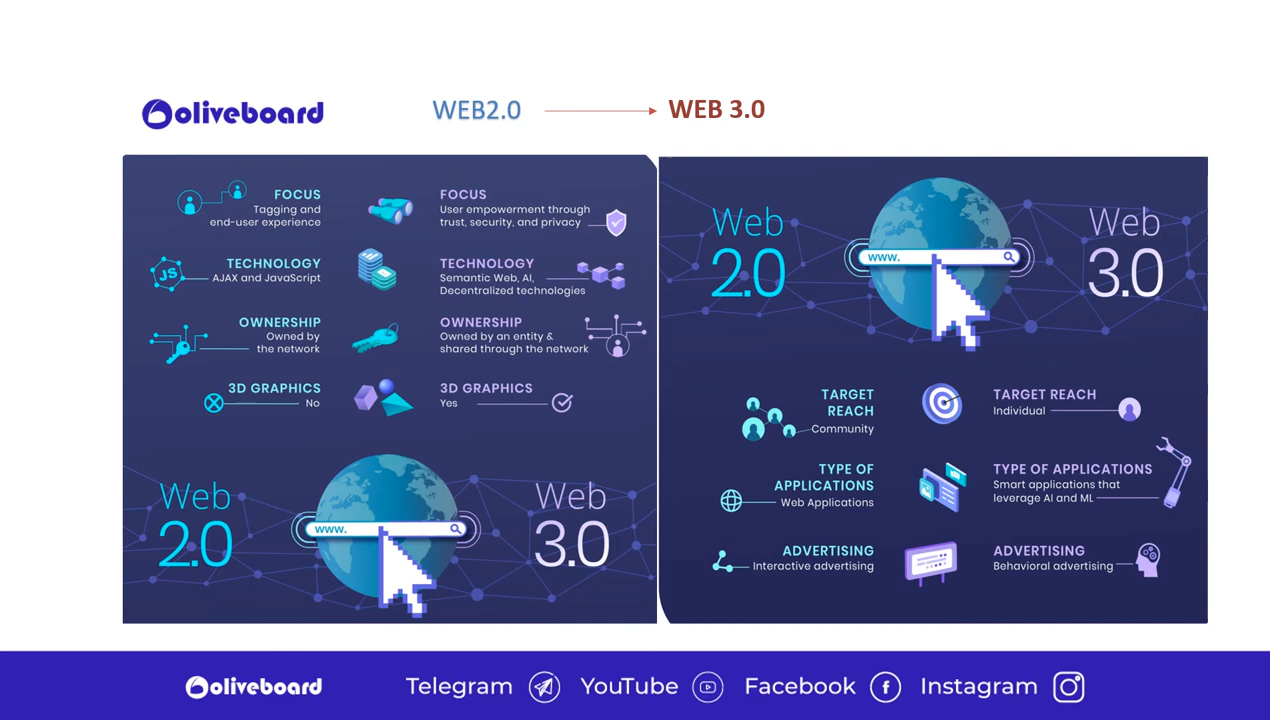 oliveboard
WEB2.0
WEB 3.0
FOCUS
Tagging and
end-user experience
FOCUS
User empowerment through
trust, security, and privacy
TECHNOLOGY
AJAX and JavaScript
JS
TECHNOLOGY
Semantic Web, AI,
Decentralized technologies
OWNERSHIP
Owned by
the network
OWNERSHIP
Owned by an entity &
shared through the network
3D GRAPHICS
No
3D GRAPHICS
Yes
Web
2.0
www.
Web
3.0
Web
2.0
www.
Web
3.0
TARGET
REACH
Community
TARGET REACH
Individual
TYPE OF
APPLICATIONS
Web Applications
TYPE OF APPLICATIONS
Smart applications that
leverage AI and ML
ADVERTISING
Interactive advertising
ADVERTISING
Behavioral advertising
oliveboard
Telegram
YouTube
Facebook
Instagram